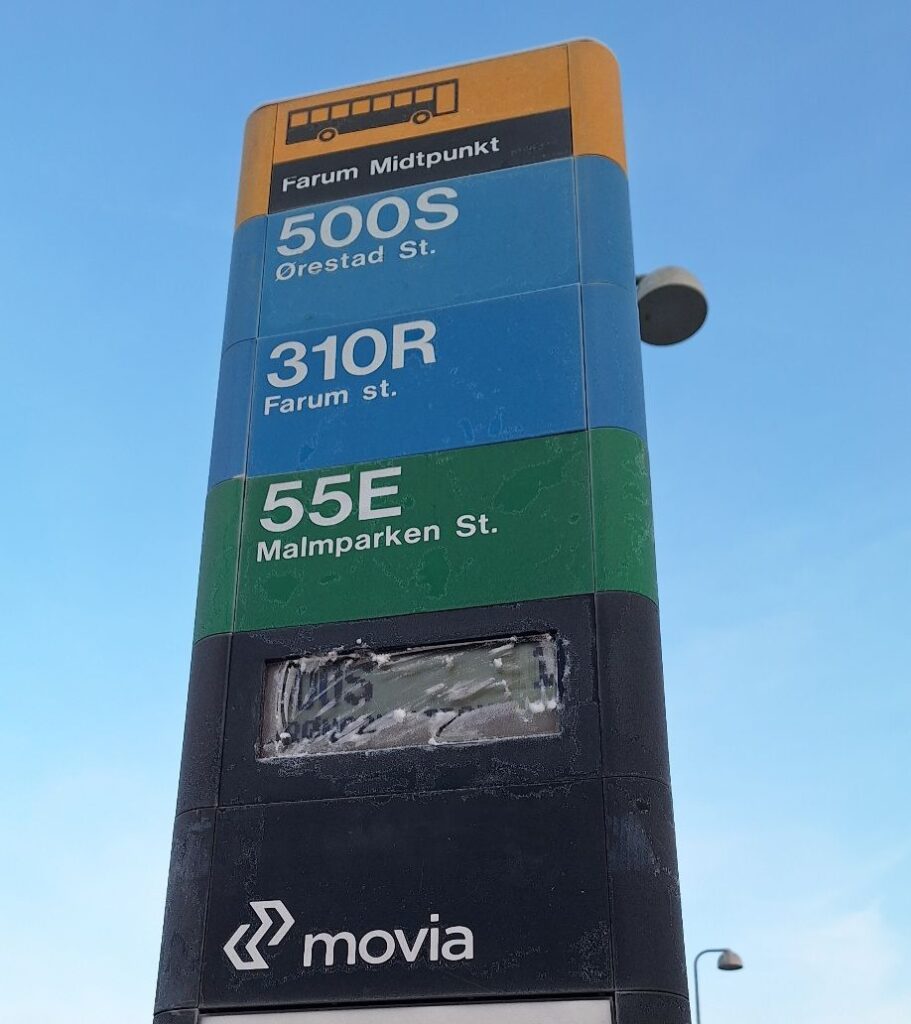 Farum Midtpunkt
500S
Ørestad St.
310R
Farum st.
55E
Malmparken St.
movia